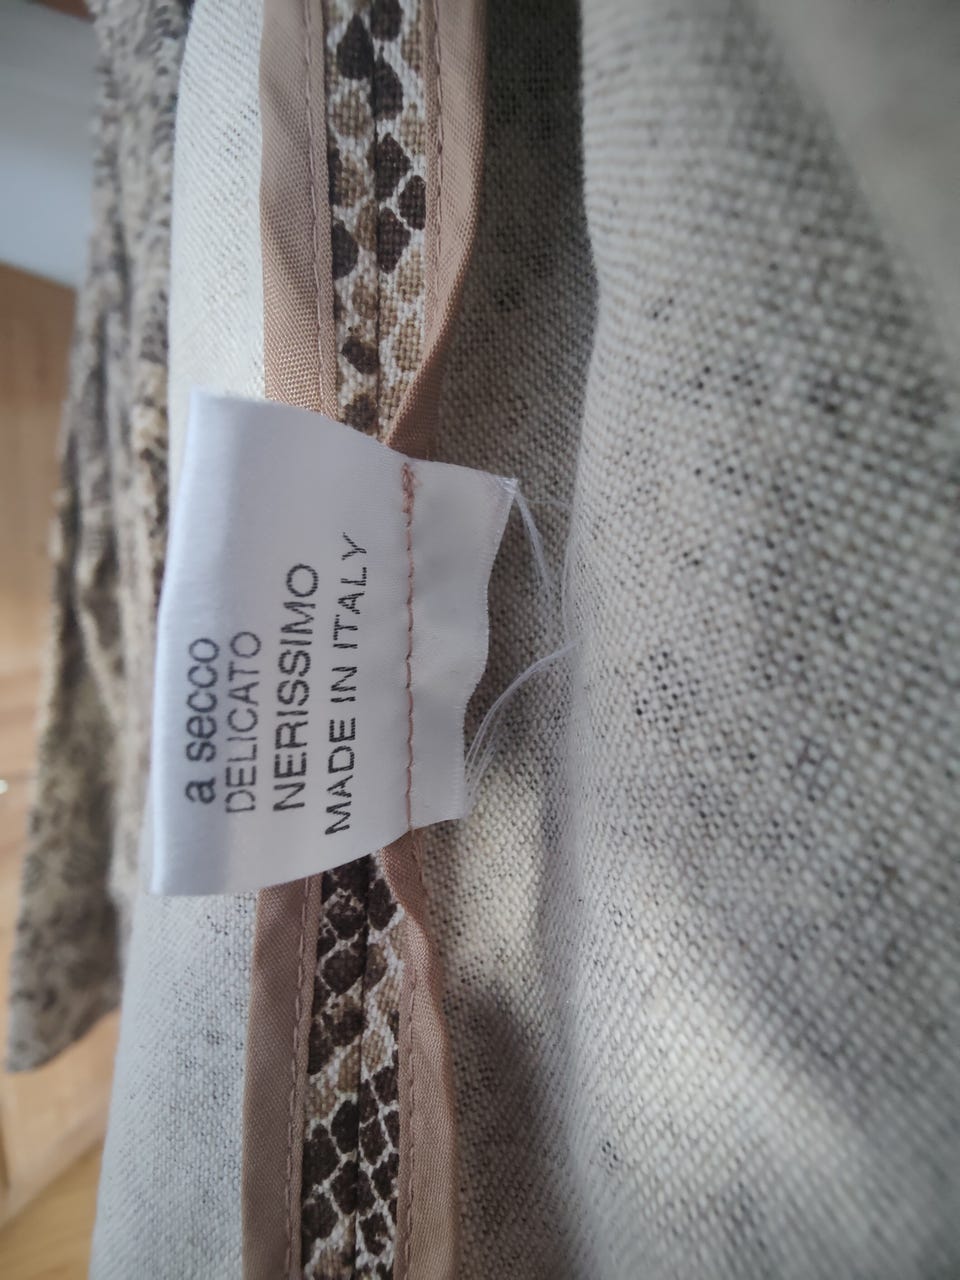 a secco
DELICATO
NERISSIMO
MADE IN ITALY